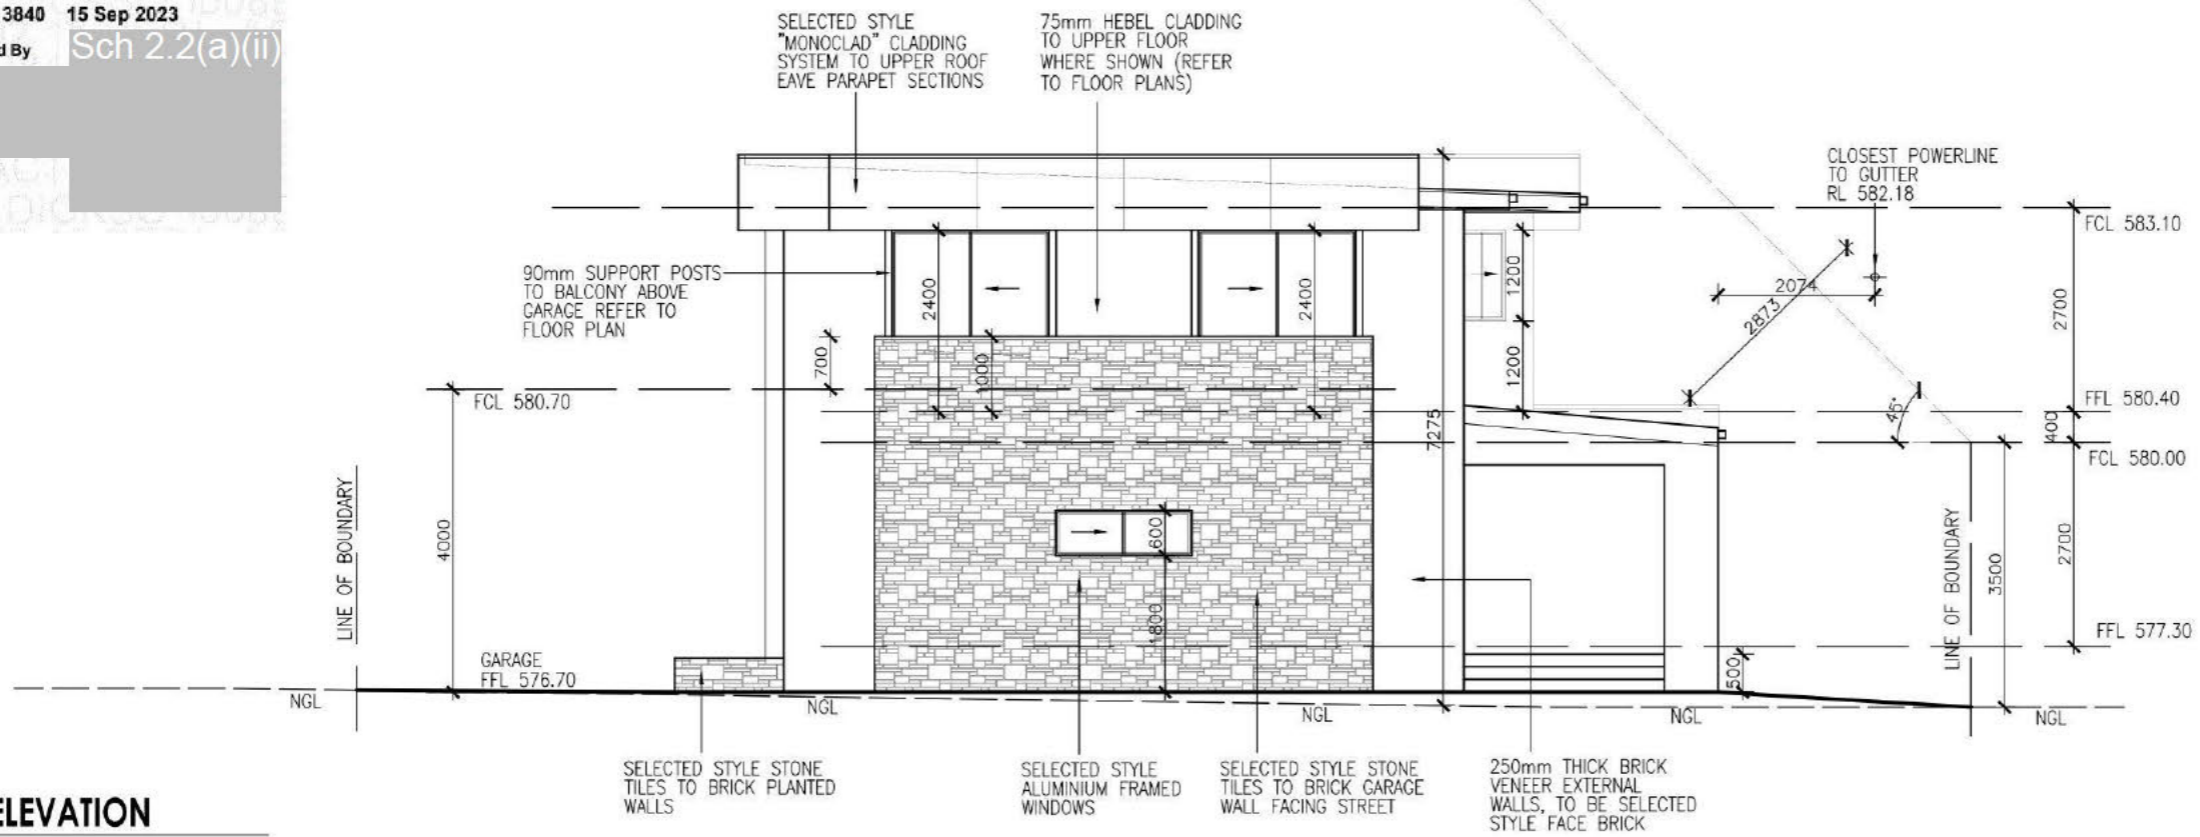 3840 15 Sep 2023
d By
Sch 2.2(a)(ii)
SELECTED STYLE
"MONOCLAD" CLADDING
SYSTEM TO UPPER ROOF
EAVE PARAPET SECTIONS
75mm HEBEL CLADDING
TO UPPER FLOOR
WHERE SHOWN (REFER
TO FLOOR PLANS)
CLOSEST POWERLINE
TO GUTTER
RL 582.18
FCL 583.10
90mm SUPPORT POSTS
TO BALCONY ABOVE
GARAGE REFER TO
FLOOR PLAN
2400
2400
1200
2074
2873
2700
700
1000
1200
FCL 580.70
FFL 580.40
45°
400
7275
FCL 580.00
LINE OF BOUNDARY
4000
600
1800
LINE OF BOUNDARY
3500
2700
FFL 577.30
GARAGE
FFL 576.70
500
NGL
NGL
NGL
NGL
NGL
SELECTED STYLE STONE
TILES TO BRICK PLANTED
WALLS
SELECTED STYLE
ALUMINIUM FRAMED
WINDOWS
SELECTED STYLE STONE
TILES TO BRICK GARAGE
WALL FACING STREET
250mm THICK BRICK
VENEER EXTERNAL
WALLS, TO BE SELECTED
STYLE FACE BRICK
ELEVATION